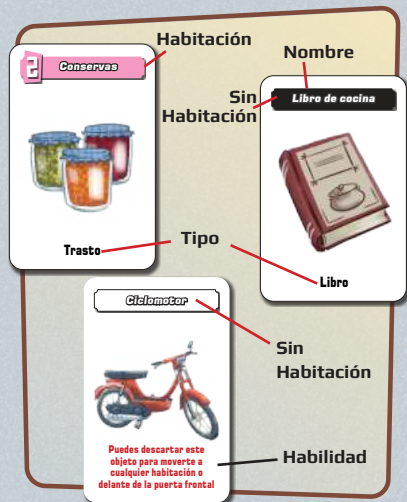 Habitación
2 Conservas
Nombre
Sin
Habitación
Libro de cocina
Trasto
Tipo
Libro
Ciclomotor
Sin
Habitación
Puedes descartar este
objeto para moverte a
cualquier habitación o
delante de la puerta frontal
Habilidad